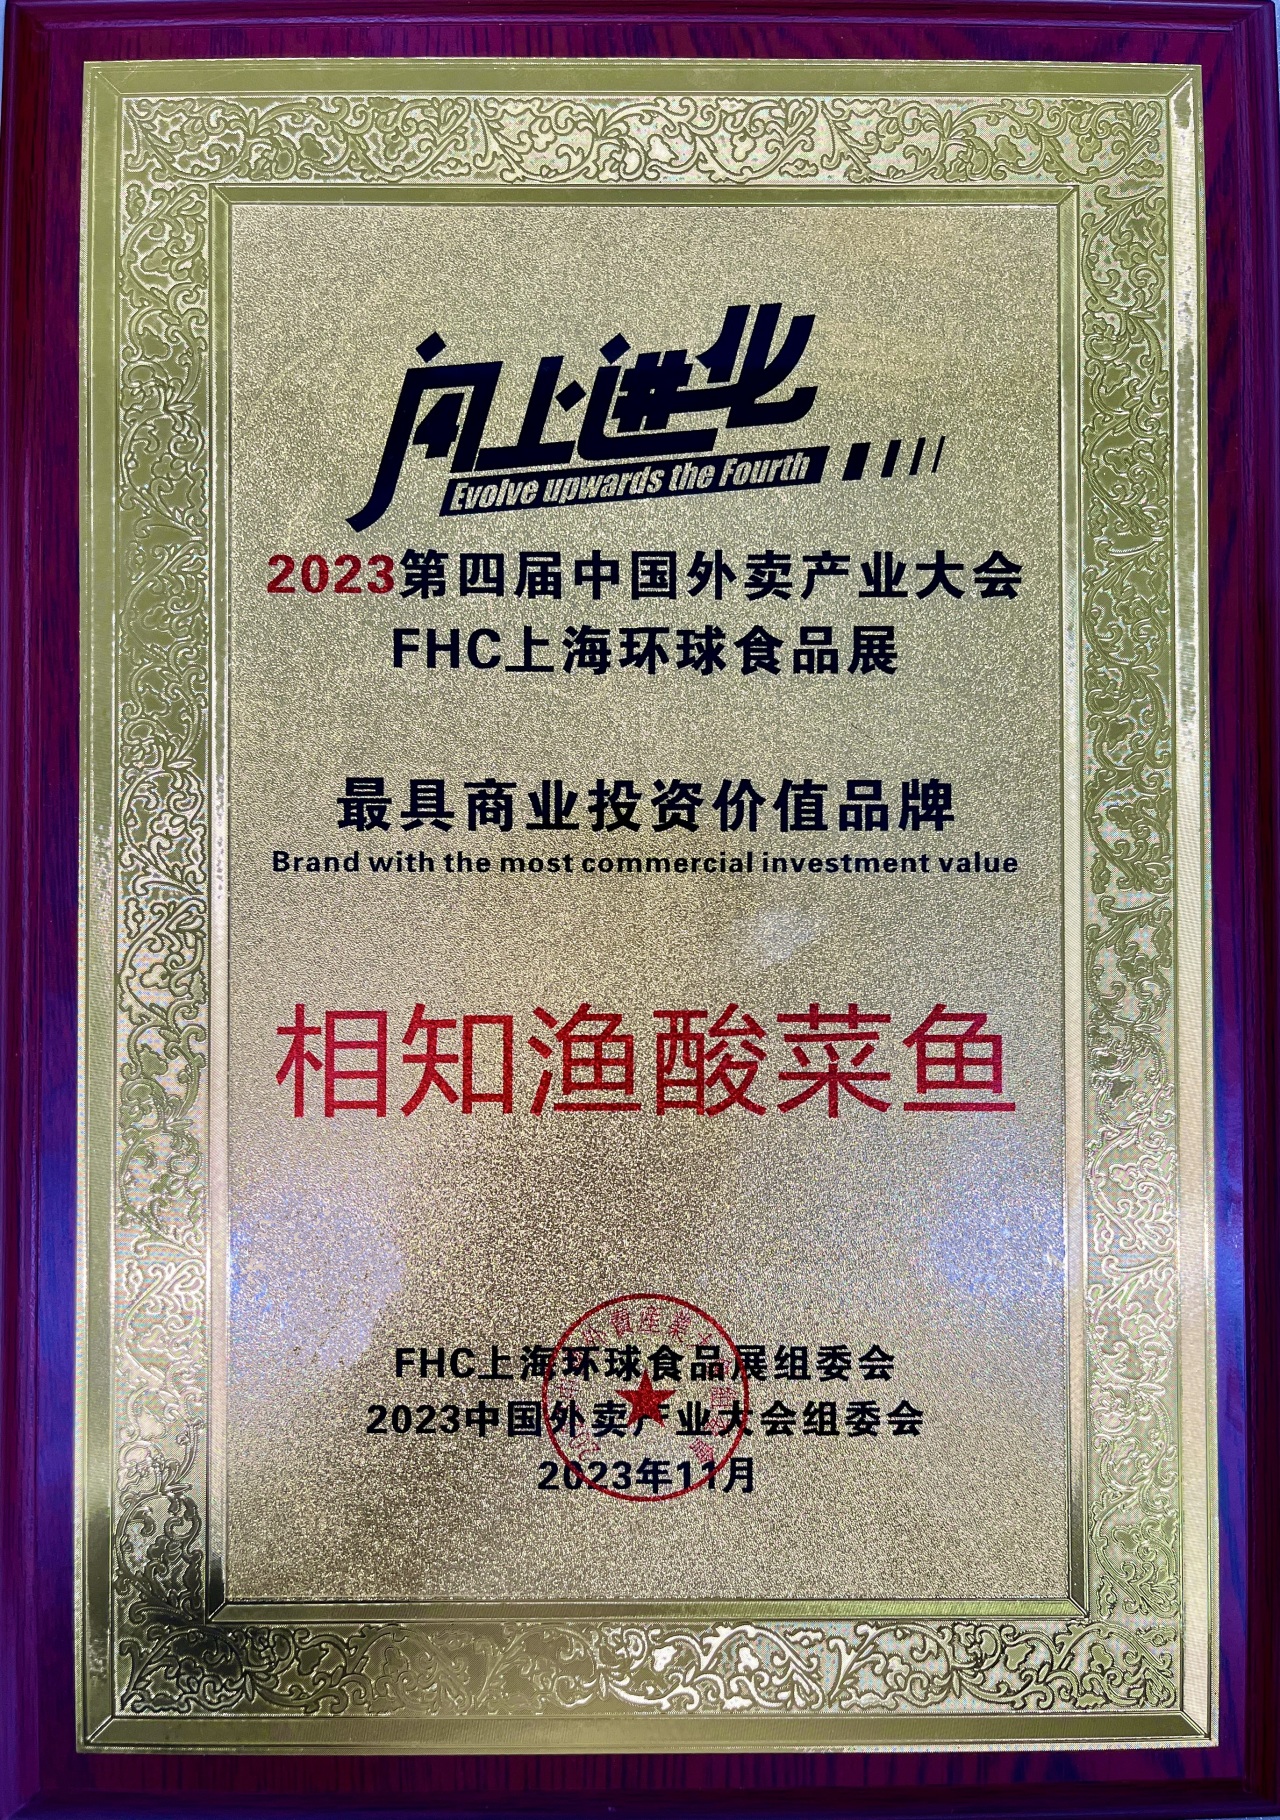 向上进化
Evolve upwards the Fourth
2023第四届中国外卖产业大会
FHC上海环球食品展
最具商业投资价值品牌
Brand with the most commercial investment value
相知渔酸菜鱼
FHC上海环球食品展组委会
2023中国外卖产业大会组委会
2023年11月